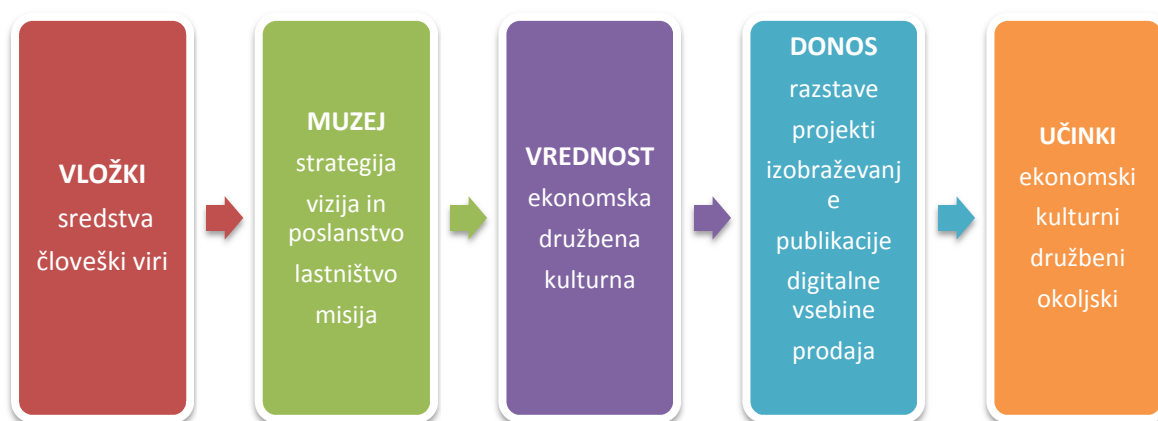 VLOŽKI
sredstva
človeški viri
MUZEJ
strategija
vizija in
poslanstvo
lastništvo
misija
VREDNOST
ekonomska
družbena
kulturna
DONOS
razstave
projekti
izobraževanj
e
publikacije
digitalne
vsebine
prodaja
UČINKI
ekonomski
kulturni
družbeni
okoljski